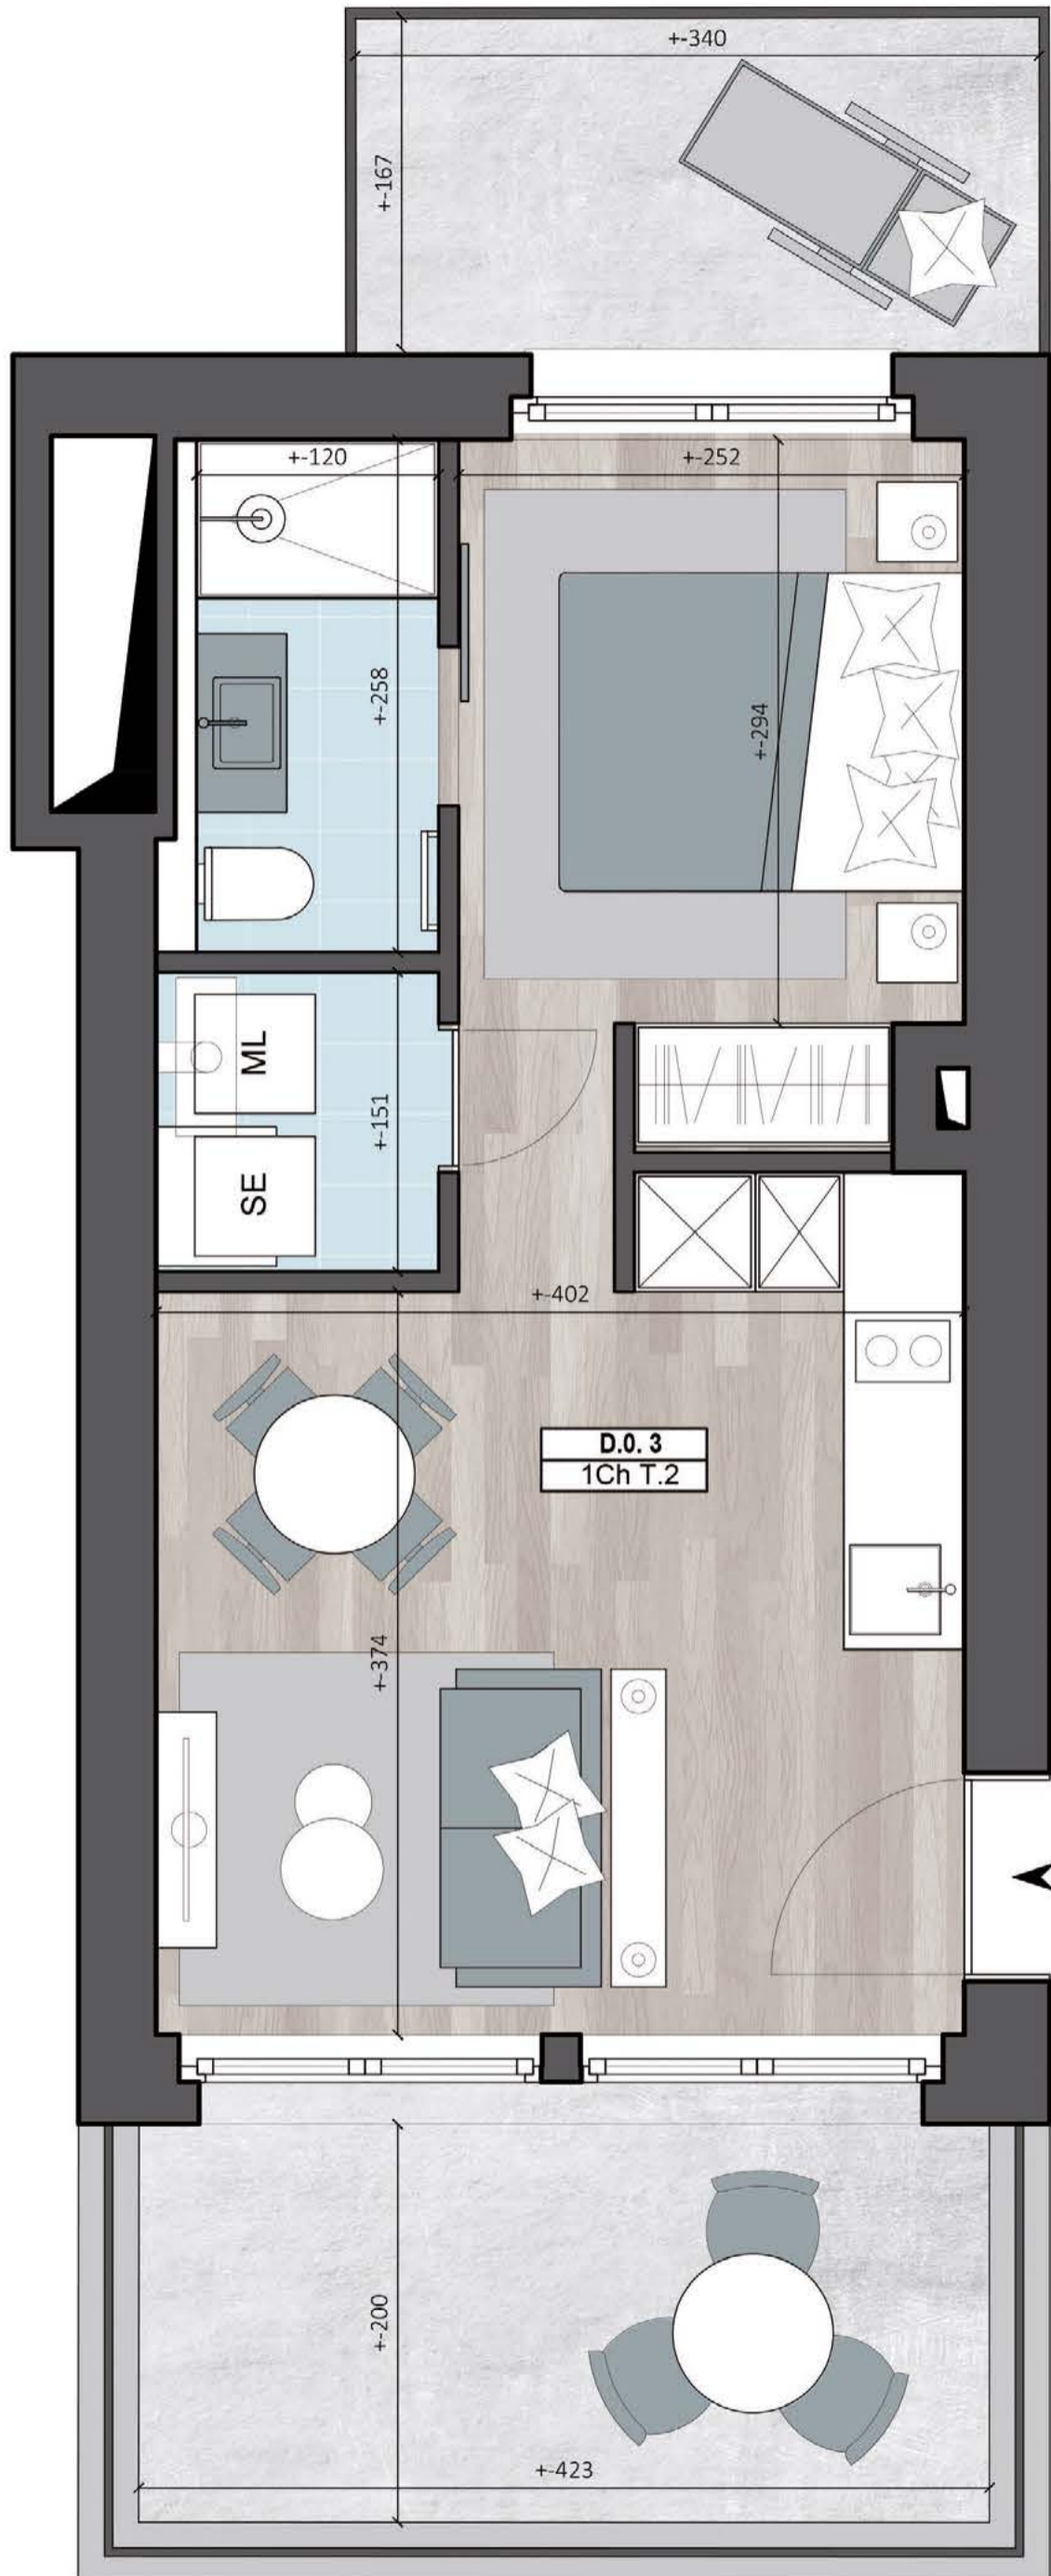 +-340
+-167
+-120
+-252
+-258
+-294
ML
+-151
SE
+-402
D.0. 3
1Ch T.2
+-374
+-200
+-423